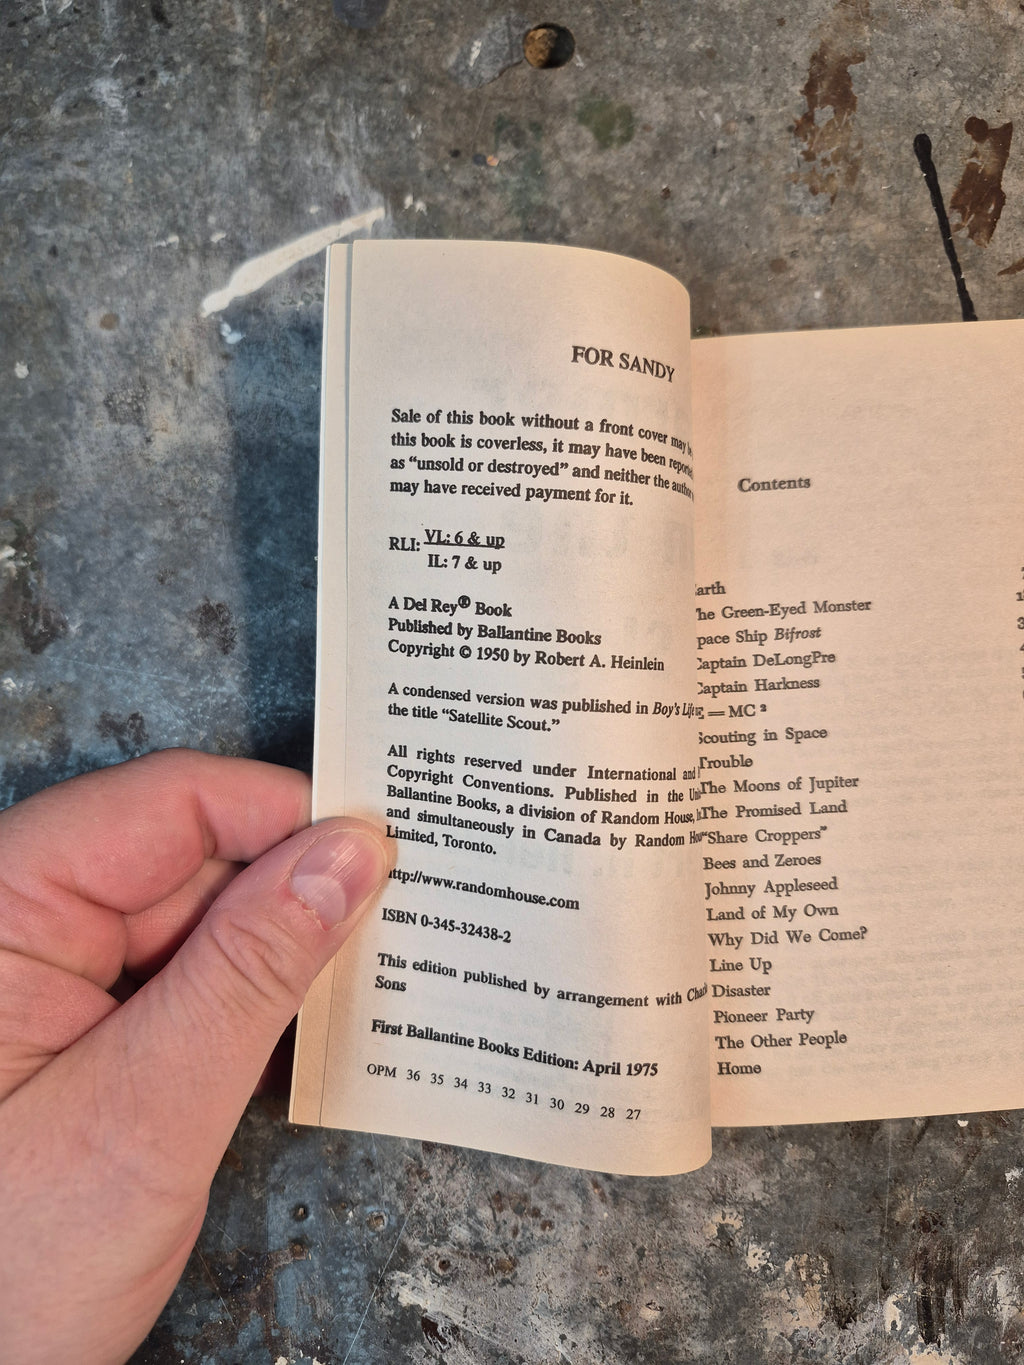 FOR SANDY
Sale of this book without a front cover may
this book is coverless, it may have been
as “unsold or destroyed” and neither the
may have received payment for it.
RLI: VL: 6 & up
IL: 7 & up
A Del Rey® Book
Published by Ballantine Books
Copyright © 1950 by Robert A. Heinlein
A condensed version was published in Boy's
the title “Satellite Scout.”
All rights reserved under International and
Copyright Conventions. Published in the
Ballantine Books, a division of Random House,
and simultaneously in Canada by Random
Limited, Toronto.
http://www.randomhouse.com
ISBN 0-345-32438-2
This edition published by arrangement with
Sons
First Ballantine Books Edition: April 1975
OPM 36 35 34 33 32 31 30 29 28 27
Contents
arth
he Green-Eyed Monster
pace Ship Bifrost
Captain DeLongPre
Captain Harkness
E = MC²
Scouting in Space
Trouble
The Moons of Jupiter
The Promised Land
“Share Croppers”
Bees and Zeroes
Johnny Appleseed
Land of My Own
Why Did We Come?
Line Up
Disaster
Pioneer Party
The Other People
Home